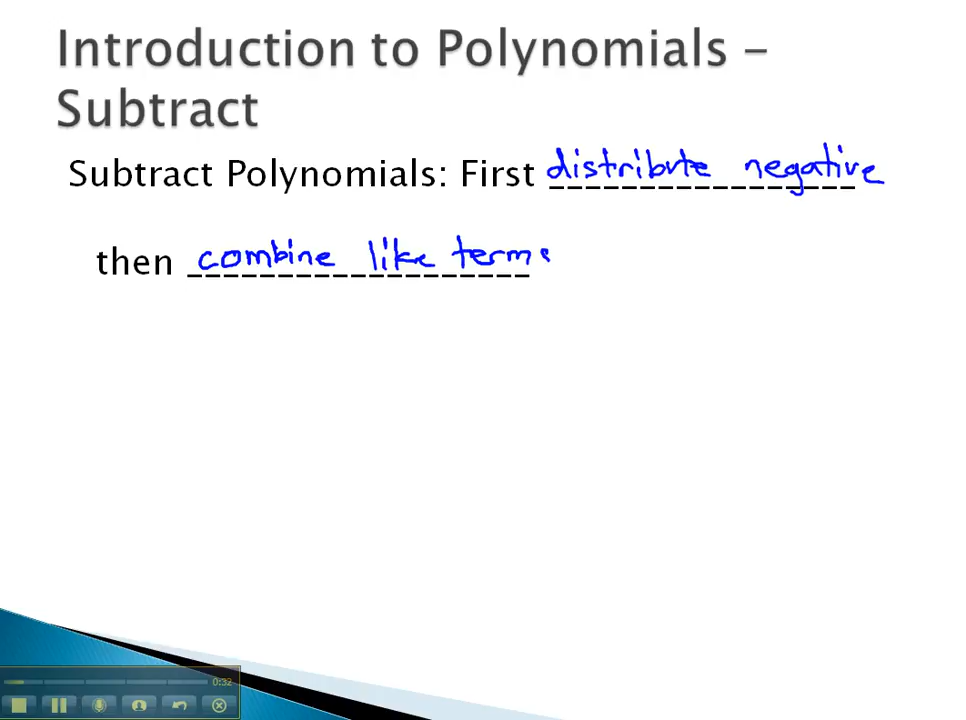 Introduction to Polynomials –
Subtract
Subtract Polynomials: First distribute negative
then combine like terms
0:32